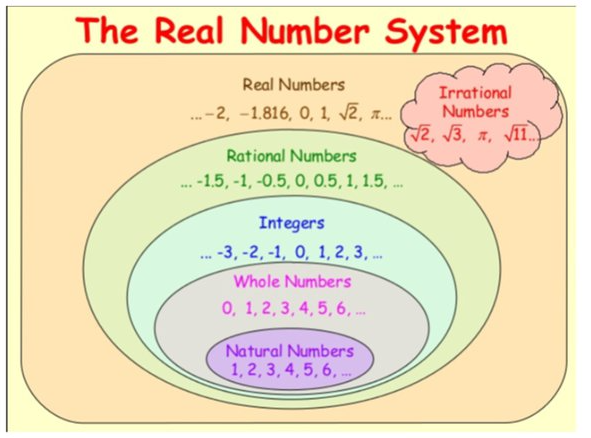 The Real Number System
Real Numbers
...−2, −1.816, 0, 1, √2, π...
Irrational
Numbers
√2, √3, π, √11...
Rational Numbers
... -1.5, -1, -0.5, 0, 0.5, 1, 1.5, ...
Integers
... -3, -2, -1, 0, 1, 2, 3, ...
Whole Numbers
0, 1, 2, 3, 4, 5, 6, ...
Natural Numbers
1, 2, 3, 4, 5, 6, ...